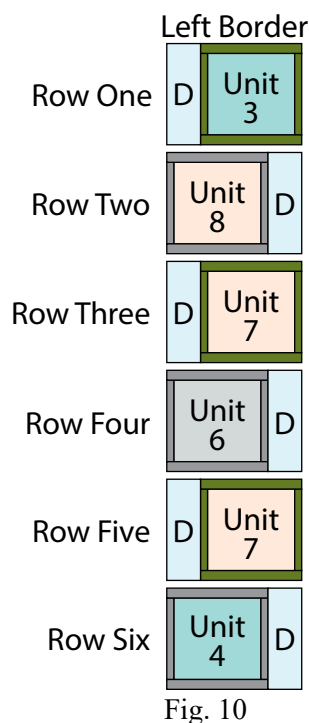 Left Border
Row One D Unit 3
Row Two Unit 8 D
Row Three D Unit 7
Row Four Unit 6 D
Row Five D Unit 7
Row Six Unit 4 D
Fig. 10